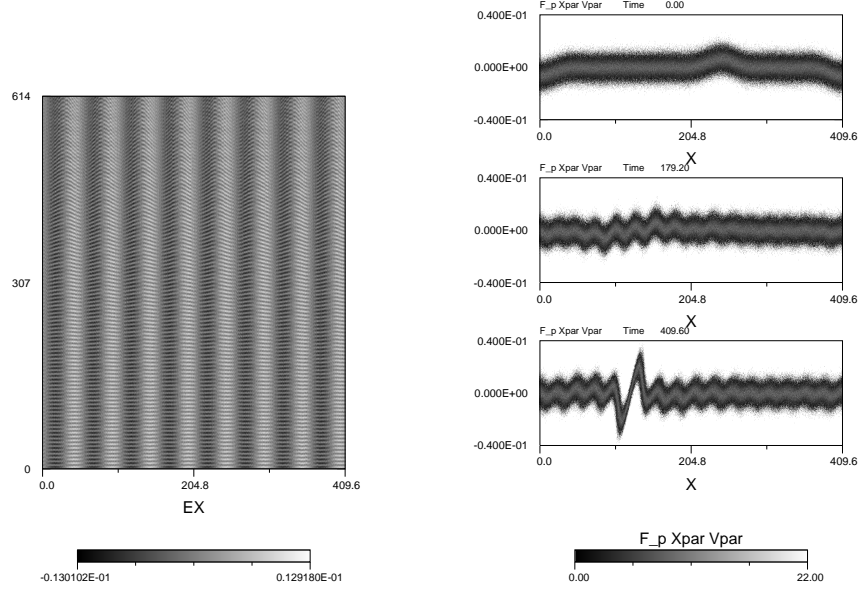 614
307
0
0.0 204.8 409.6
EX
-0.130102E-01 0.129180E-01
F_p Xpar Vpar Time 0.00
0.400E-01
0.000E+00
-0.400E-01
0.0 204.8 409.6
X
F_p Xpar Vpar Time 179.20
0.400E-01
0.000E+00
-0.400E-01
0.0 204.8 409.6
X
F_p Xpar Vpar Time 409.60
0.400E-01
0.000E+00
-0.400E-01
0.0 204.8 409.6
X
F_p Xpar Vpar
0.00 22.00